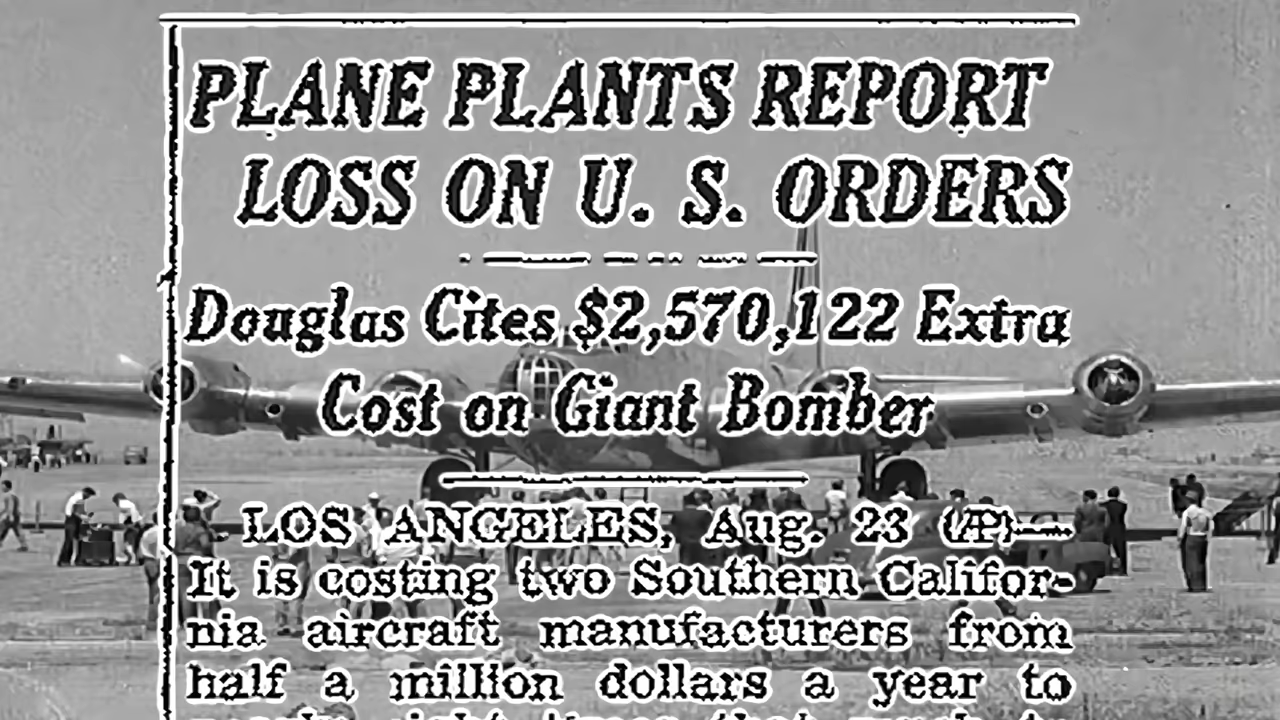 PLANE PLANTS REPORT
LOSS ON U. S. ORDERS
Douglas Cites $2,570,122 Extra
Cost on Giant Bomber
LOS ANGELES, Aug. 23 (AP)—
It is costing two Southern Califor-
nia aircraft manufacturers from
half a million dollars a year to